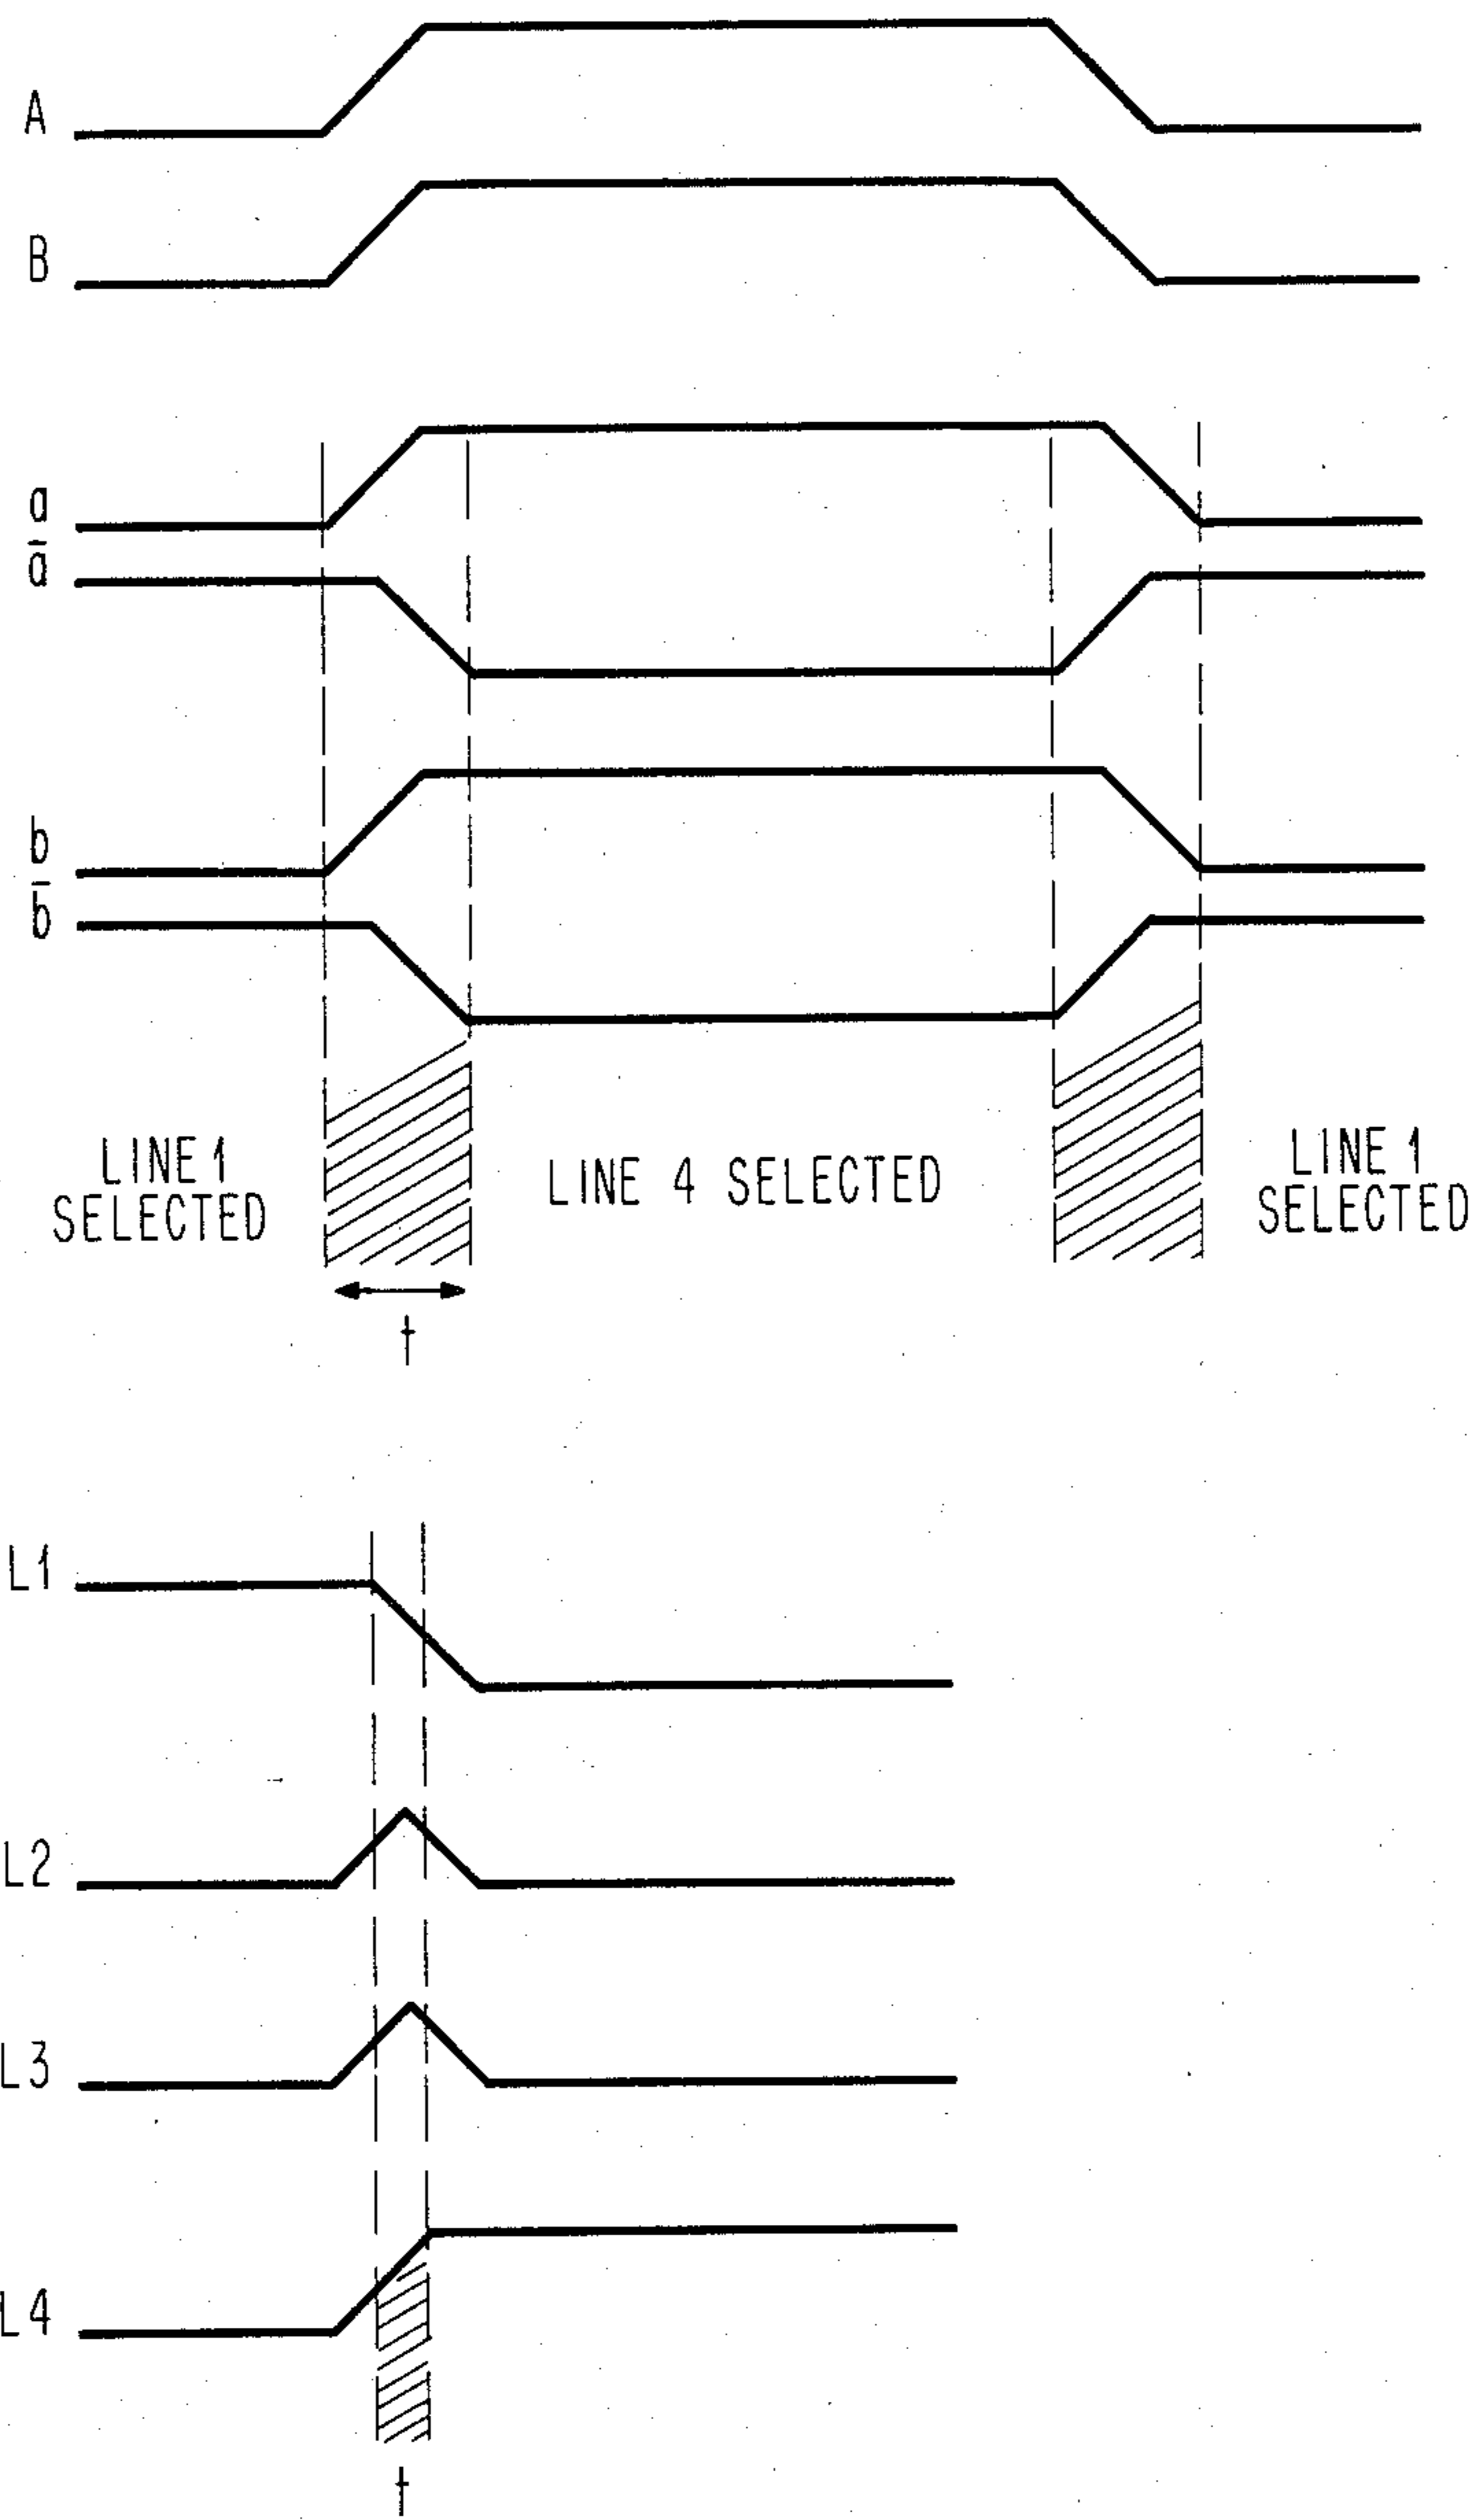 A
B
a
a̅
b
b̅
LINE 1
SELECTED
LINE 4 SELECTED
LINE 1
SELECTED
t
L1
L2
L3
L4
t